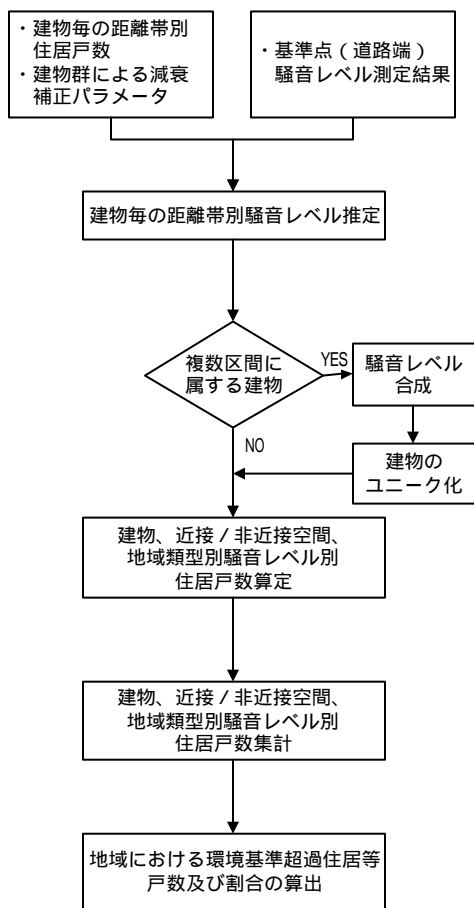 ・建物毎の距離帯別
住居戸数
・建物群による減衰
補正パラメータ
・基準点(道路端)
騒音レベル測定結果
建物毎の距離帯別騒音レベル推定
複数区間に
属する建物
YES
騒音レベル
合成
NO
建物の
ユニーク化
建物、近接/非近接空間、
地域類型別騒音レベル別
住居戸数算定
建物、近接/非近接空間、
地域類型別騒音レベル別
住居戸数集計
地域における環境基準超過住居等
戸数及び割合の算出